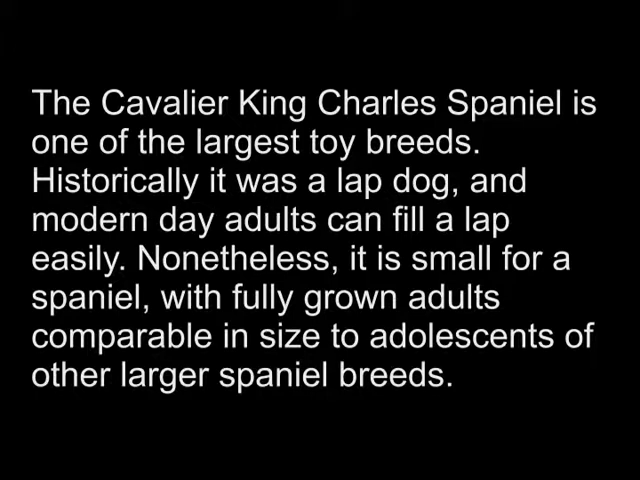 The Cavalier King Charles Spaniel is
one of the largest toy breeds.
Historically it was a lap dog, and
modern day adults can fill a lap
easily. Nonetheless, it is small for a
spaniel, with fully grown adults
comparable in size to adolescents of
other larger spaniel breeds.